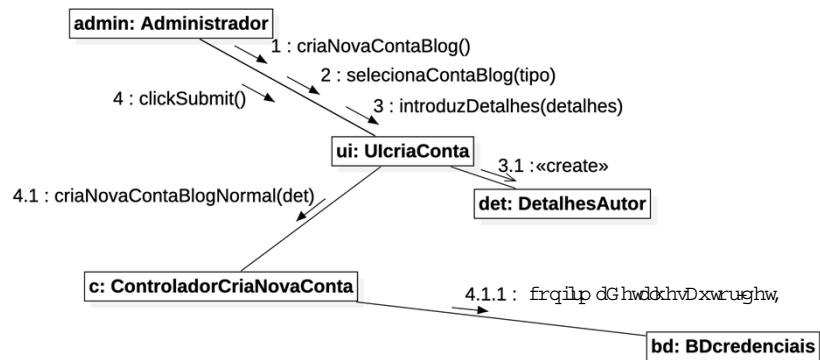 admin: Administrador
1 : criaNovaContaBlog()
2 : selecionaContaBlog(tipo)
4 : clickSubmit()
3 : introduzDetalhes(detalhes)
ui: UIcriaConta
3.1 :«create»
4.1 : criaNovaContaBlogNormal(det)
det: DetalhesAutor
c: ControladorCriaNovaConta
4.1.1 :
bd: BDcredenciais